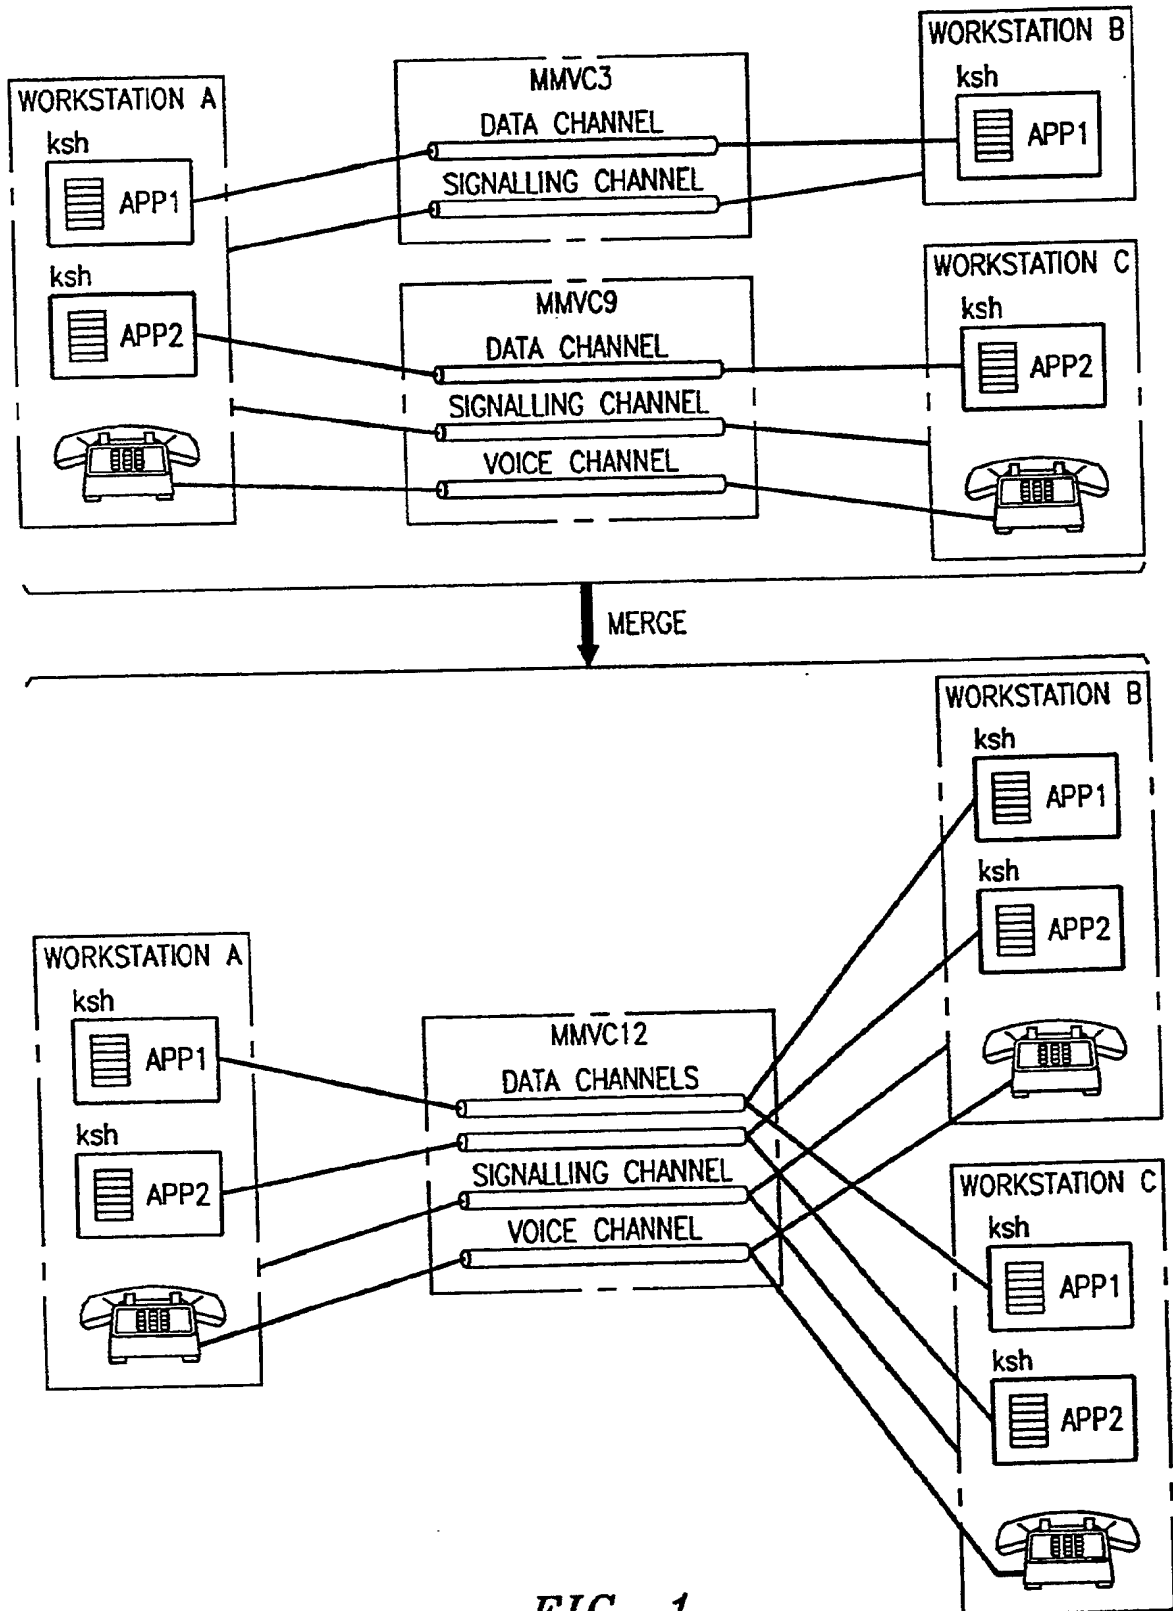 WORKSTATION A
ksh
APP1
ksh
APP2
MMVC3
DATA CHANNEL
SIGNALLING CHANNEL
MMVC9
DATA CHANNEL
SIGNALLING CHANNEL
VOICE CHANNEL
WORKSTATION B
ksh
APP1
WORKSTATION C
ksh
APP2
MERGE
WORKSTATION A
ksh
APP1
ksh
APP2
MMVC12
DATA CHANNELS
SIGNALLING CHANNEL
VOICE CHANNEL
WORKSTATION B
ksh
APP1
ksh
APP2
WORKSTATION C
ksh
APP1
ksh
APP2
FIG. 1